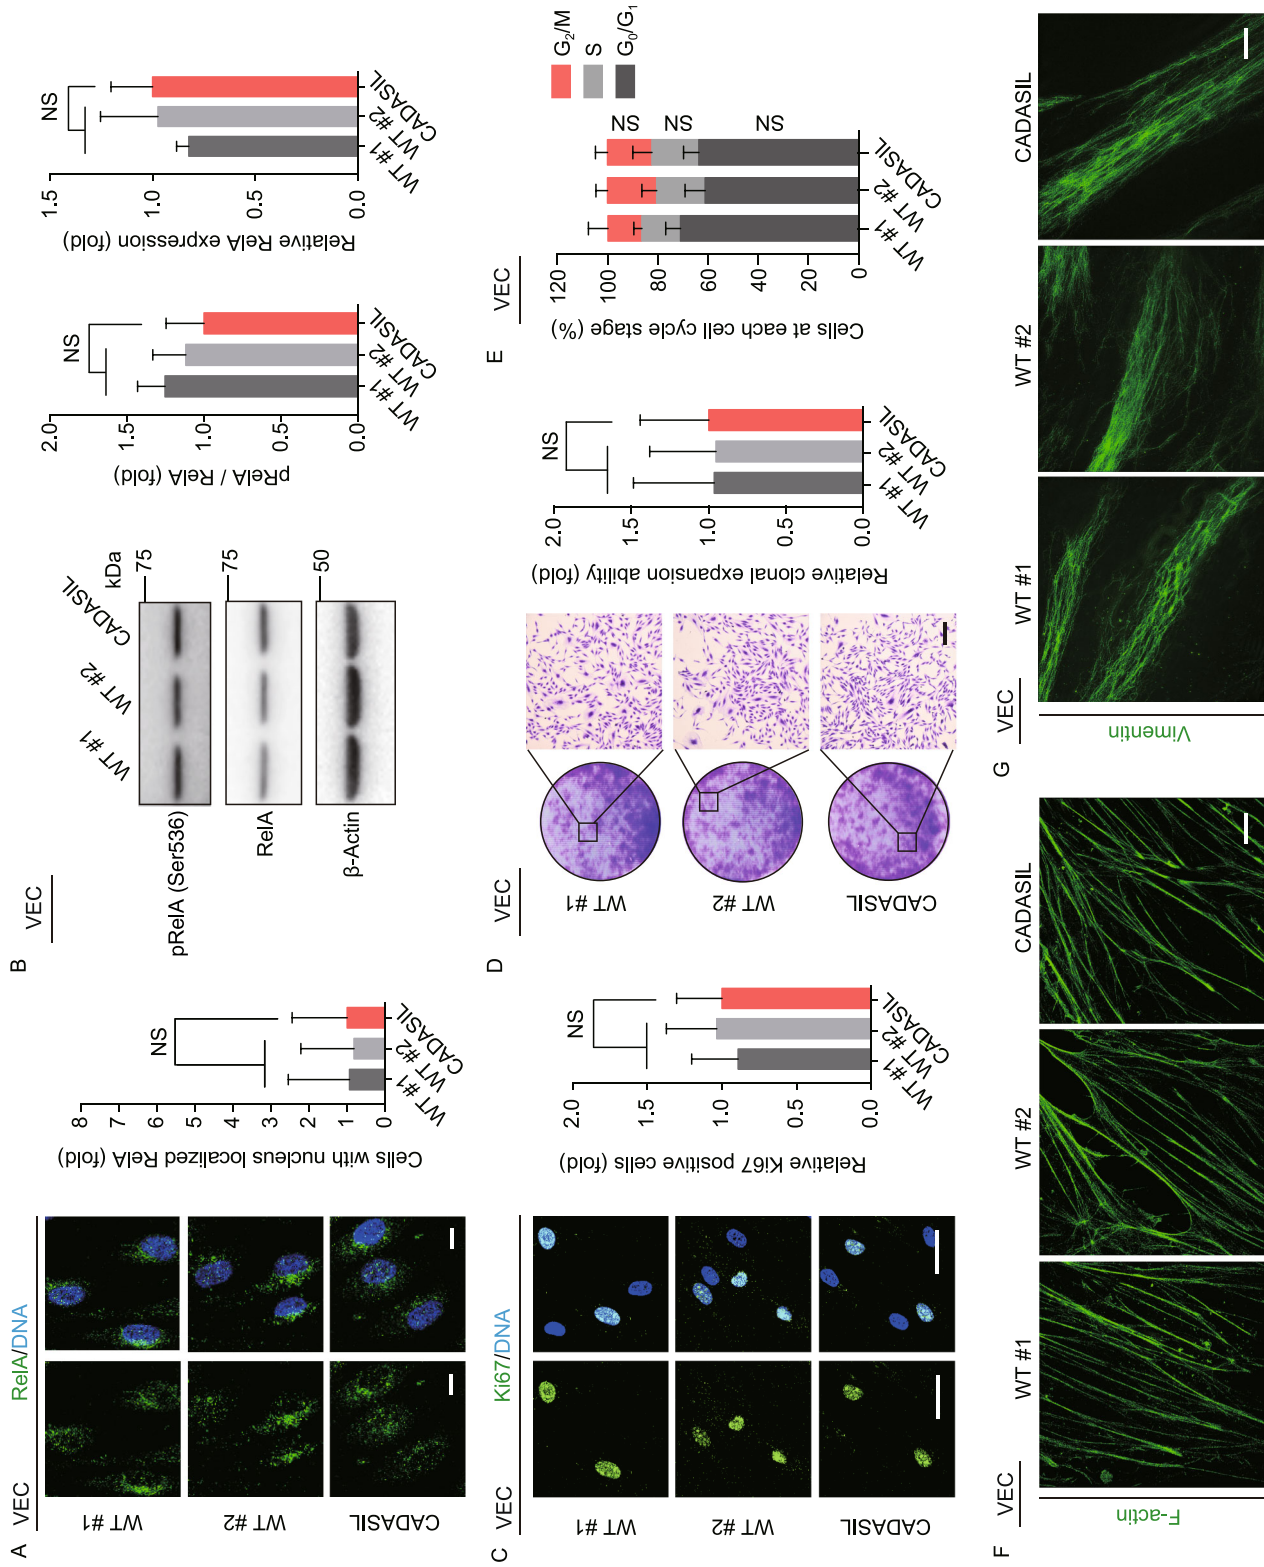 A
VEC
RelA/DNA
WT #1
WT #2
CADASIL
Cells with nucleus localized RelA (fold)
8
7
6
5
4
3
2
1
0
NS
WT #1
WT #2
CADASIL
B
VEC
WT #1
WT #2
CADASIL
kDa
pRelA (Ser536)
75
RelA
75
β-Actin
50
pRelA / RelA (fold)
2.0
1.5
1.0
0.5
0.0
NS
WT #1
WT #2
CADASIL
Relative RelA expression (fold)
1.5
1.0
0.5
0.0
NS
WT #1
WT #2
CADASIL
C
VEC
Ki67/DNA
WT #1
WT #2
CADASIL
Relative Ki67 positive cells (fold)
2.0
1.5
1.0
0.5
0.0
NS
WT #1
WT #2
CADASIL
D
VEC
WT #1
WT #2
CADASIL
Relative clonal expansion ability (fold)
2.0
1.5
1.0
0.5
0.0
NS
WT #1
WT #2
CADASIL
E
VEC
Cells at each cell cycle stage (%)
120
100
80
60
40
20
0
NS
NS
NS
WT #1
WT #2
CADASIL
G2/M
S
G0/G1
F
VEC
WT #1
WT #2
CADASIL
F-actin
G
VEC
WT #1
WT #2
CADASIL
Vimentin